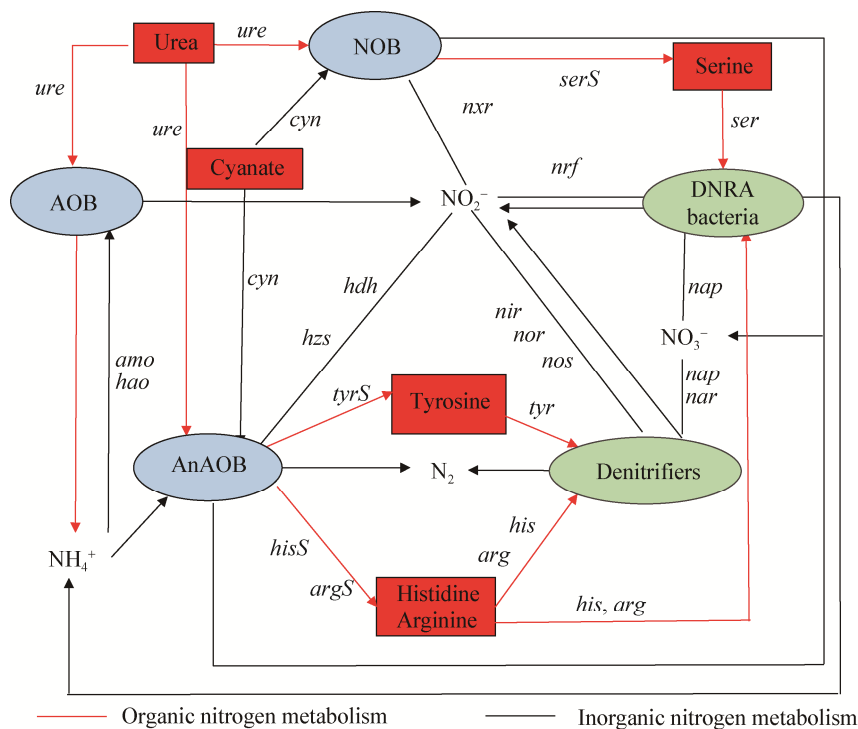 Urea
ure
NOB
serS
Serine
ure
ure
cyn
nxr
ser
Cyanate
nrf
AOB
NO₂⁻
DNRA
bacteria
cyn
hdh
nap
hzs
nir
nor
nos
NO₃⁻
amo
hao
nap
nar
tyrS
Tyrosine
tyr
AnAOB
N₂
Denitrifiers
hisS
his
arg
NH₄⁺
argS
Histidine
Arginine
his, arg
Organic nitrogen metabolism
Inorganic nitrogen metabolism